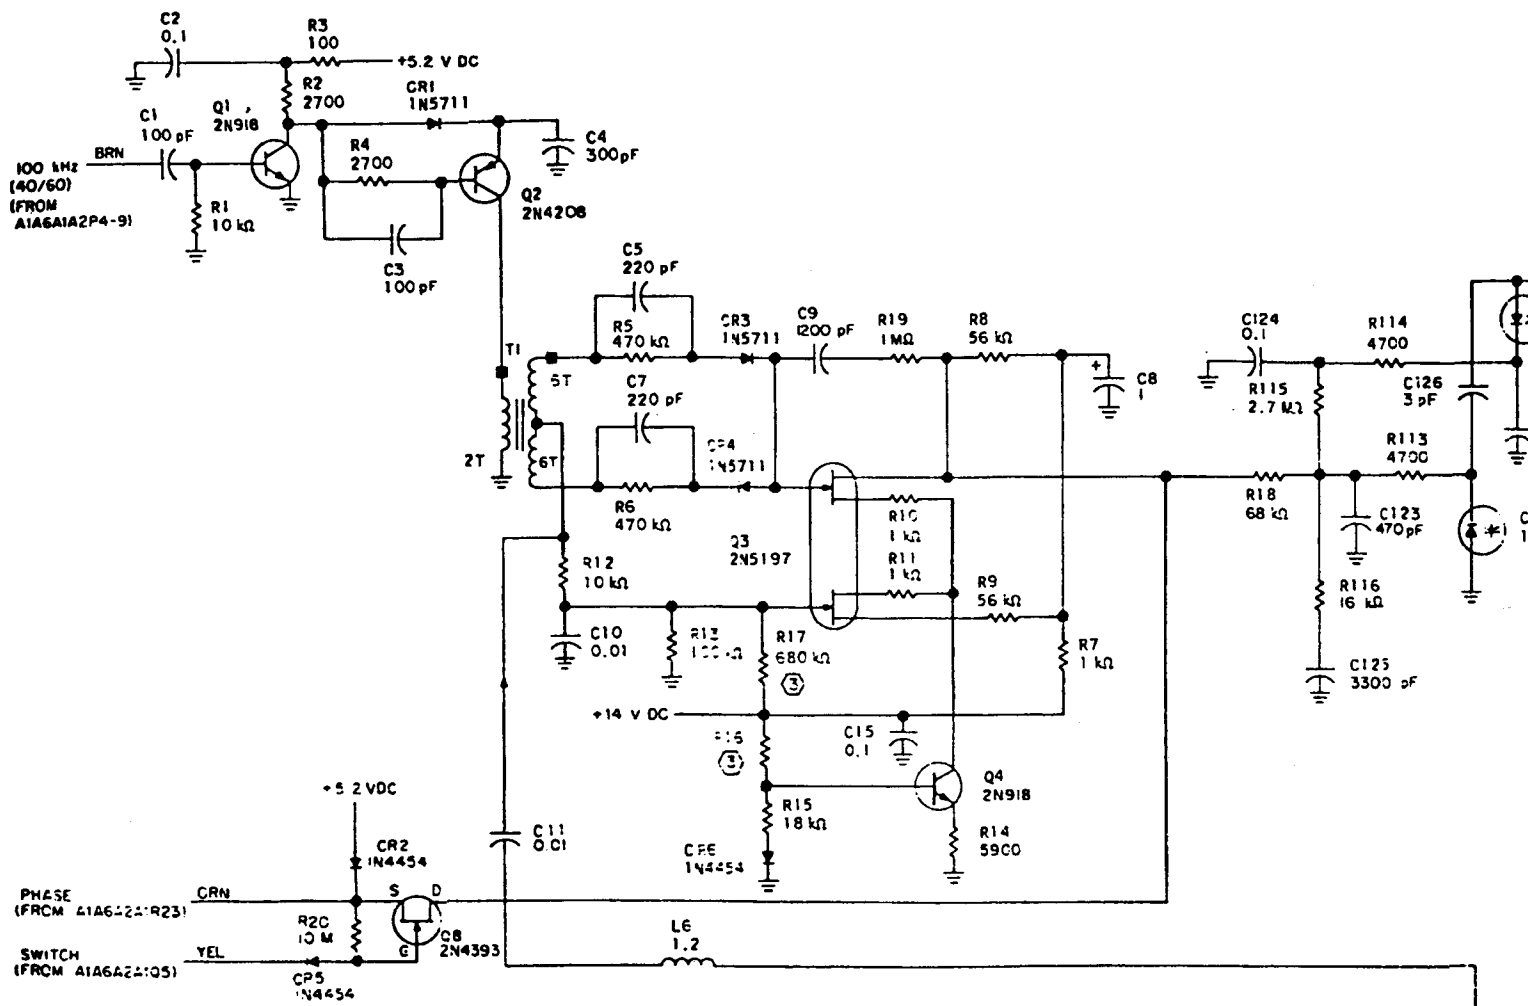 C2
0.1
R3
100
+5.2 V DC
R2
2700
CR1
1N5711
Q1
2N918
C1
100 pF
BRN
100 kHz
(40/60)
(FROM
A1A6A1A2P4-9)
R1
10 kΩ
R4
2700
C3
100 pF
C4
300 pF
Q2
2N4208
C5
220 pF
R5
470 kΩ
CR3
1N5711
C9
1200 pF
R19
1MΩ
R8
56 kΩ
T1
5T
2T
6T
C7
220 pF
1N5711
R6
470 kΩ
+
C8
1
C124
0.1
R114
4700
R115
2.7 MΩ
C126
3 pF
R113
4700
R18
68 kΩ
C123
470 pF
C
1
*
R116
16 kΩ
C125
3300 pF
Q3
2N5197
R10
1 kΩ
R11
1 kΩ
R9
56 kΩ
R7
1 kΩ
R12
10 kΩ
C10
0.01
R13
R17
680 kΩ
3
+14 V DC
C15
0.1
3
R15
18 kΩ
1N4454
Q4
2N918
R14
5900
C11
0.01
+5.2 VDC
CR2
1N4454
PHASE
GRN
S
D
G
R20
10 M
Q8
2N4393
SWITCH
YEL
1N4454
L6
1.2